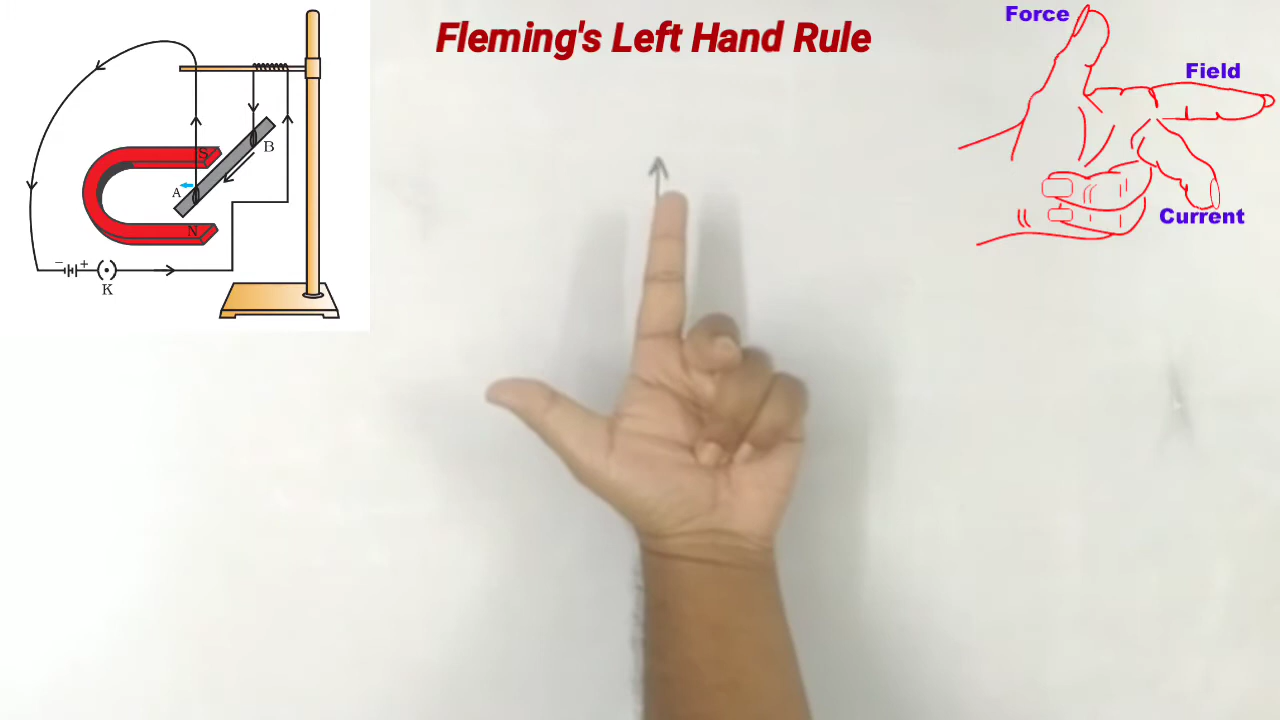 Fleming's Left Hand Rule
Force
Field
Current
S
B
A
N
− +
K